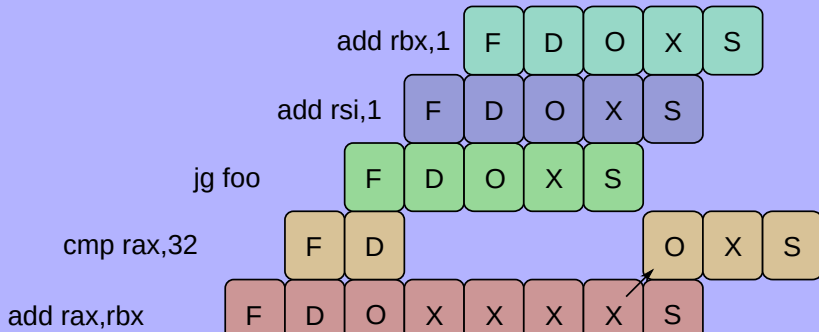 add rbx,1 F D O X S
add rsi,1 F D O X S
jg foo F D O X S
cmp rax,32 F D O X S
add rax,rbx F D O X X X X S